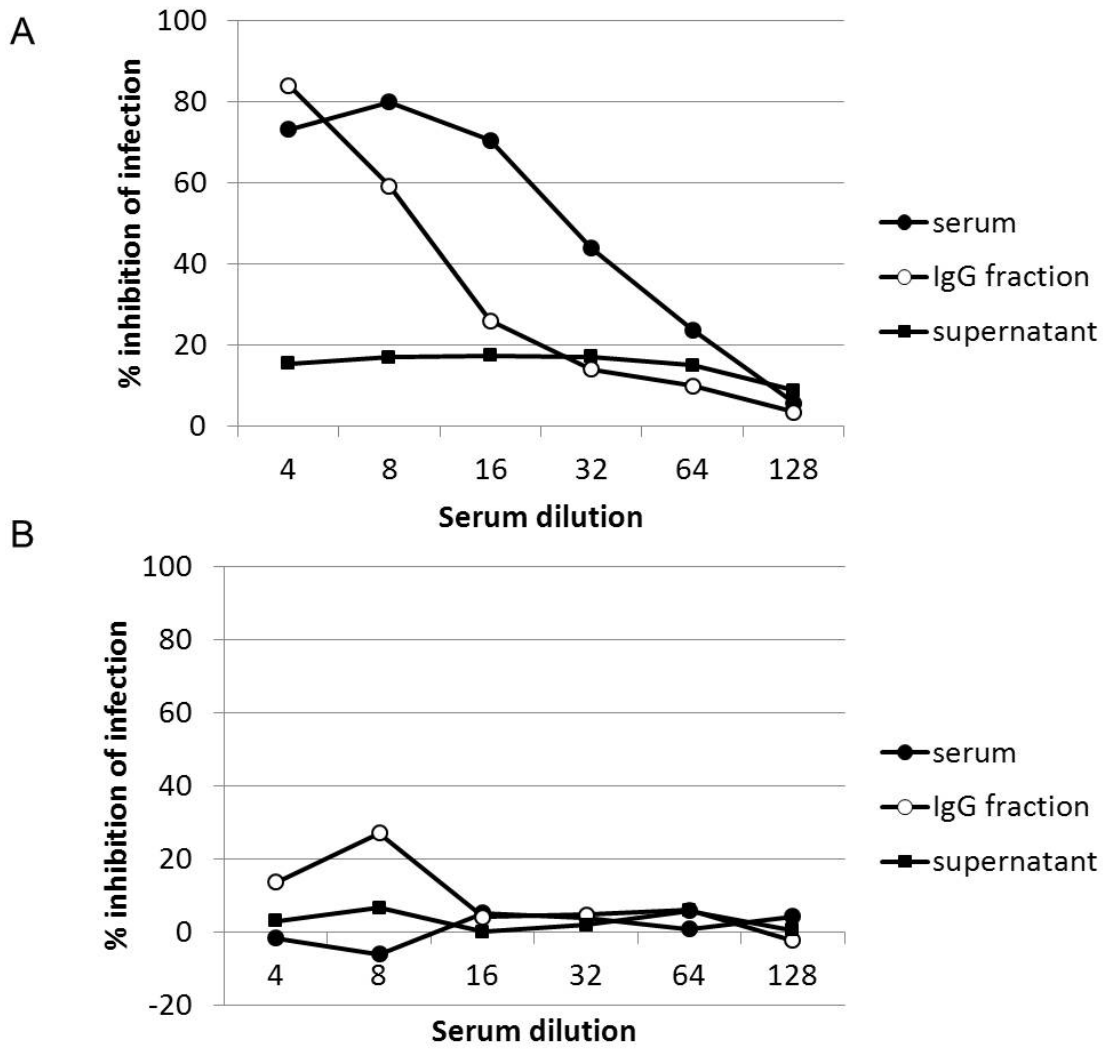 A
% inhibition of infection
100
80
60
40
20
0
4 8 16 32 64 128
Serum dilution
serum
IgG fraction
supernatant
B
% inhibition of infection
100
80
60
40
20
0
-20
4 8 16 32 64 128
Serum dilution
serum
IgG fraction
supernatant